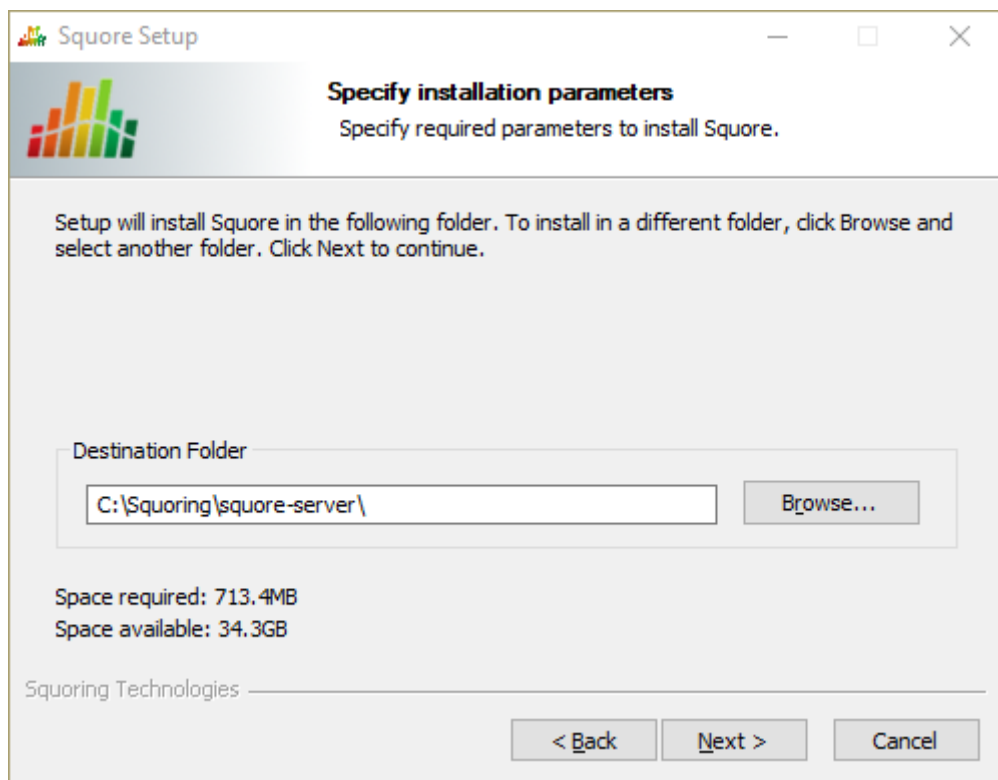 Squore Setup
Specify installation parameters
Specify required parameters to install Squore.
Setup will install Squore in the following folder. To install in a different folder, click Browse and
select another folder. Click Next to continue.
Destination Folder
C:\Squoring\squore-server\
Browse...
Space required: 713.4MB
Space available: 34.3GB
Squoring Technologies
< Back
Next >
Cancel